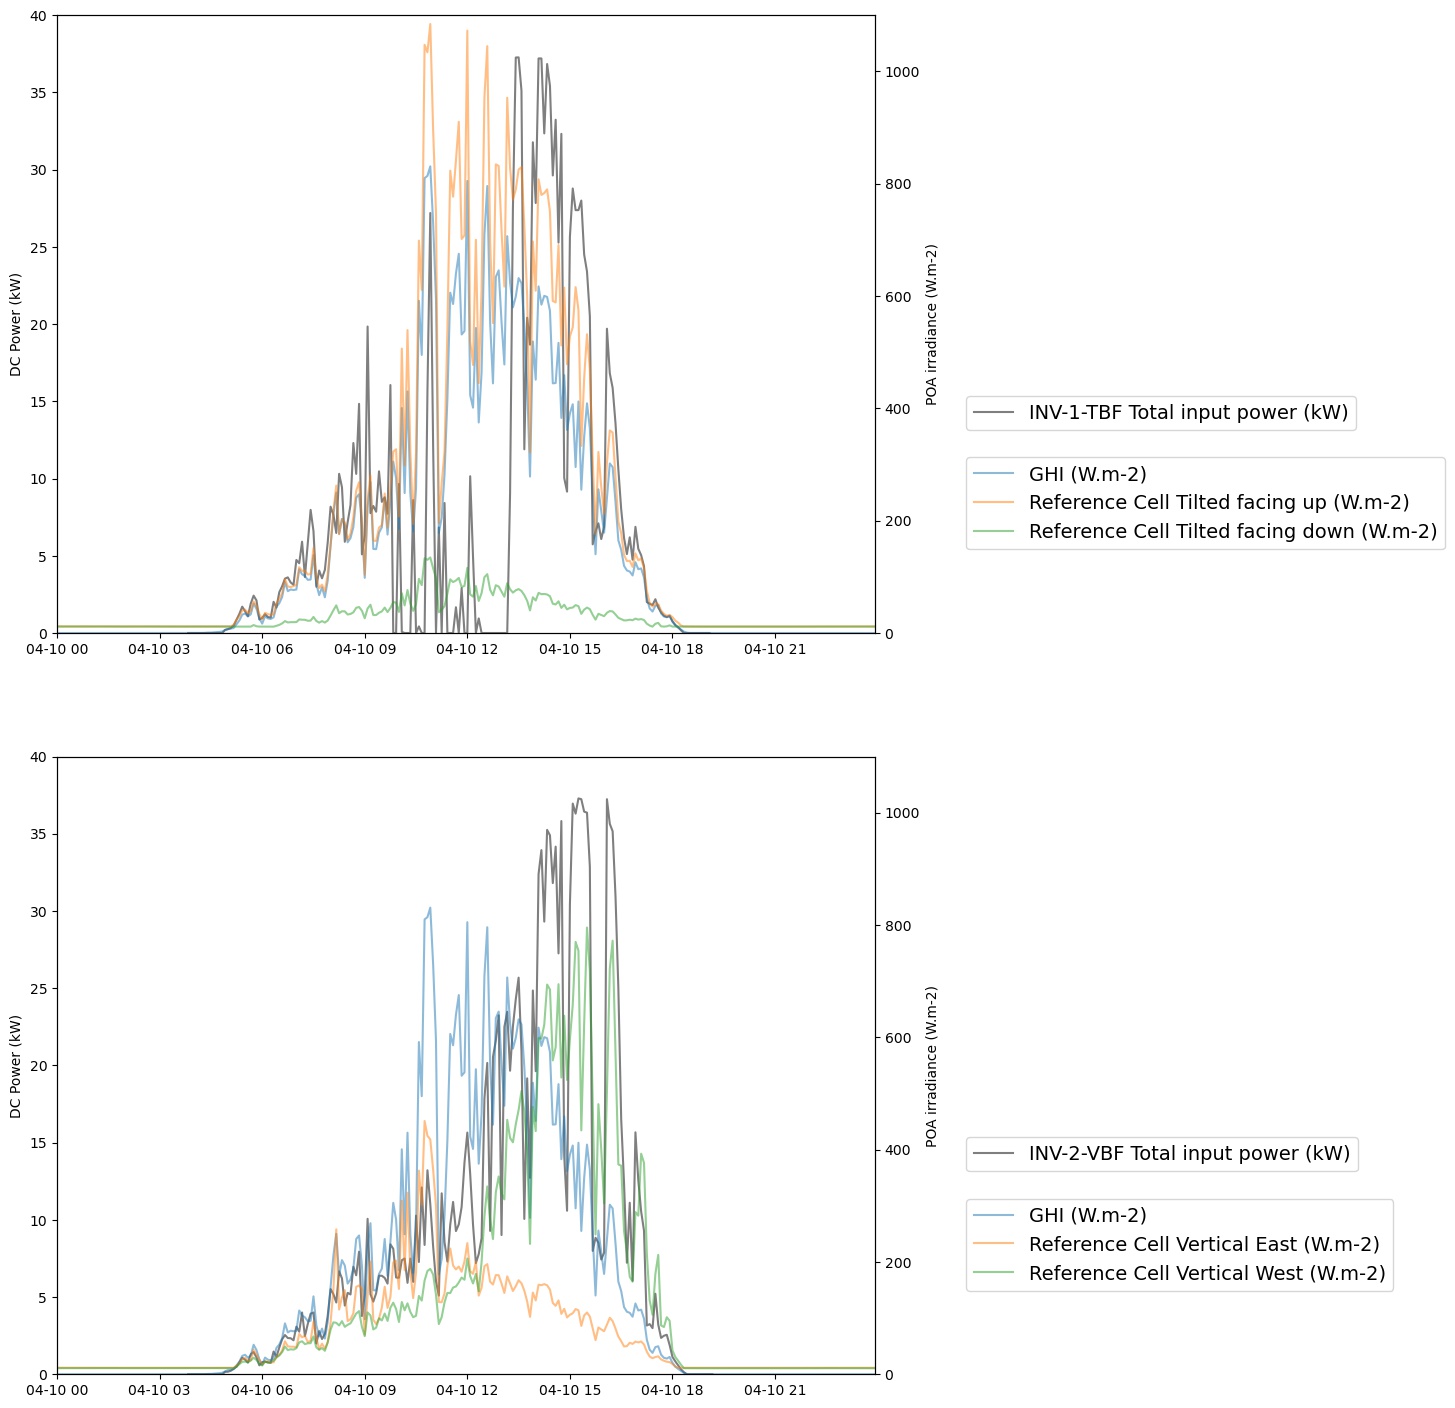 40
35
30
25
20
15
10
5
0
DC Power (kW)
1000
800
600
400
200
0
POA irradiance (W.m-2)
04-10 00 04-10 03 04-10 06 04-10 09 04-10 12 04-10 15 04-10 18 04-10 21
INV-1-TBF Total input power (kW)
GHI (W.m-2)
Reference Cell Tilted facing up (W.m-2)
Reference Cell Tilted facing down (W.m-2)
40
35
30
25
20
15
10
5
0
DC Power (kW)
1000
800
600
400
200
0
POA irradiance (W.m-2)
04-10 00 04-10 03 04-10 06 04-10 09 04-10 12 04-10 15 04-10 18 04-10 21
INV-2-VBF Total input power (kW)
GHI (W.m-2)
Reference Cell Vertical East (W.m-2)
Reference Cell Vertical West (W.m-2)